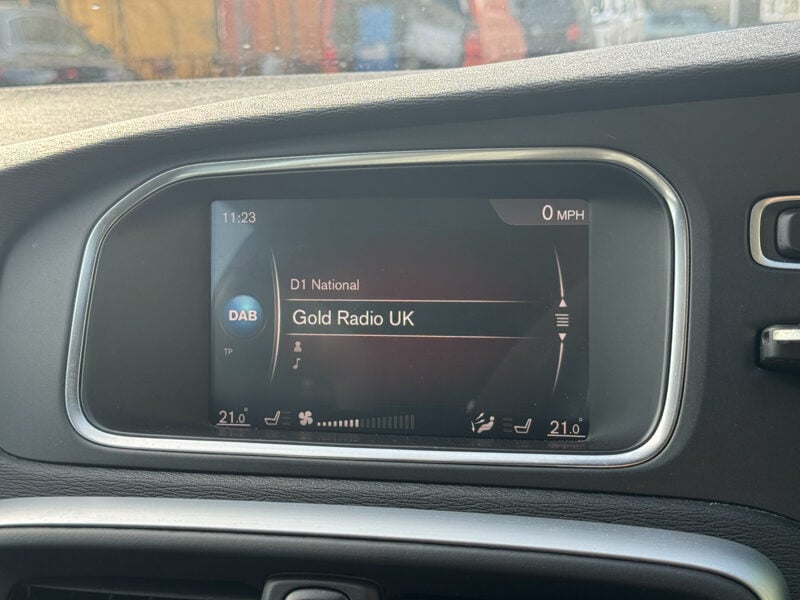 11:23
0 MPH
D1 National
DAB
Gold Radio UK
TP
21.0°
21.0°